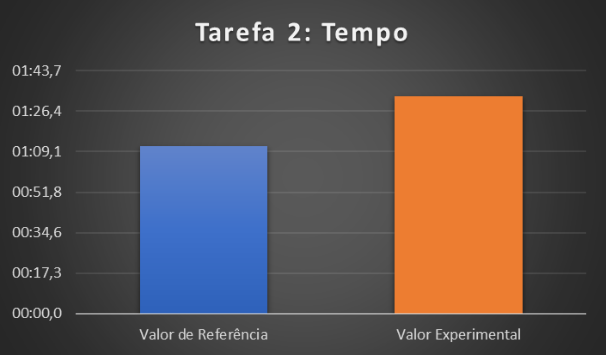 Tarefa 2: Tempo
01:43,7
01:26,4
01:09,1
00:51,8
00:34,6
00:17,3
00:00,0
Valor de Referência
Valor Experimental